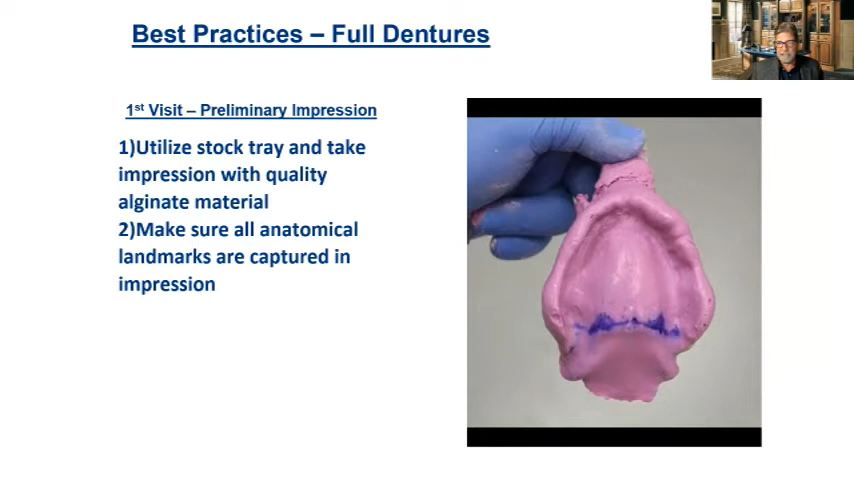 Best Practices – Full Dentures
1st Visit – Preliminary Impression
1)Utilize stock tray and take
impression with quality
alginate material
2)Make sure all anatomical
landmarks are captured in
impression